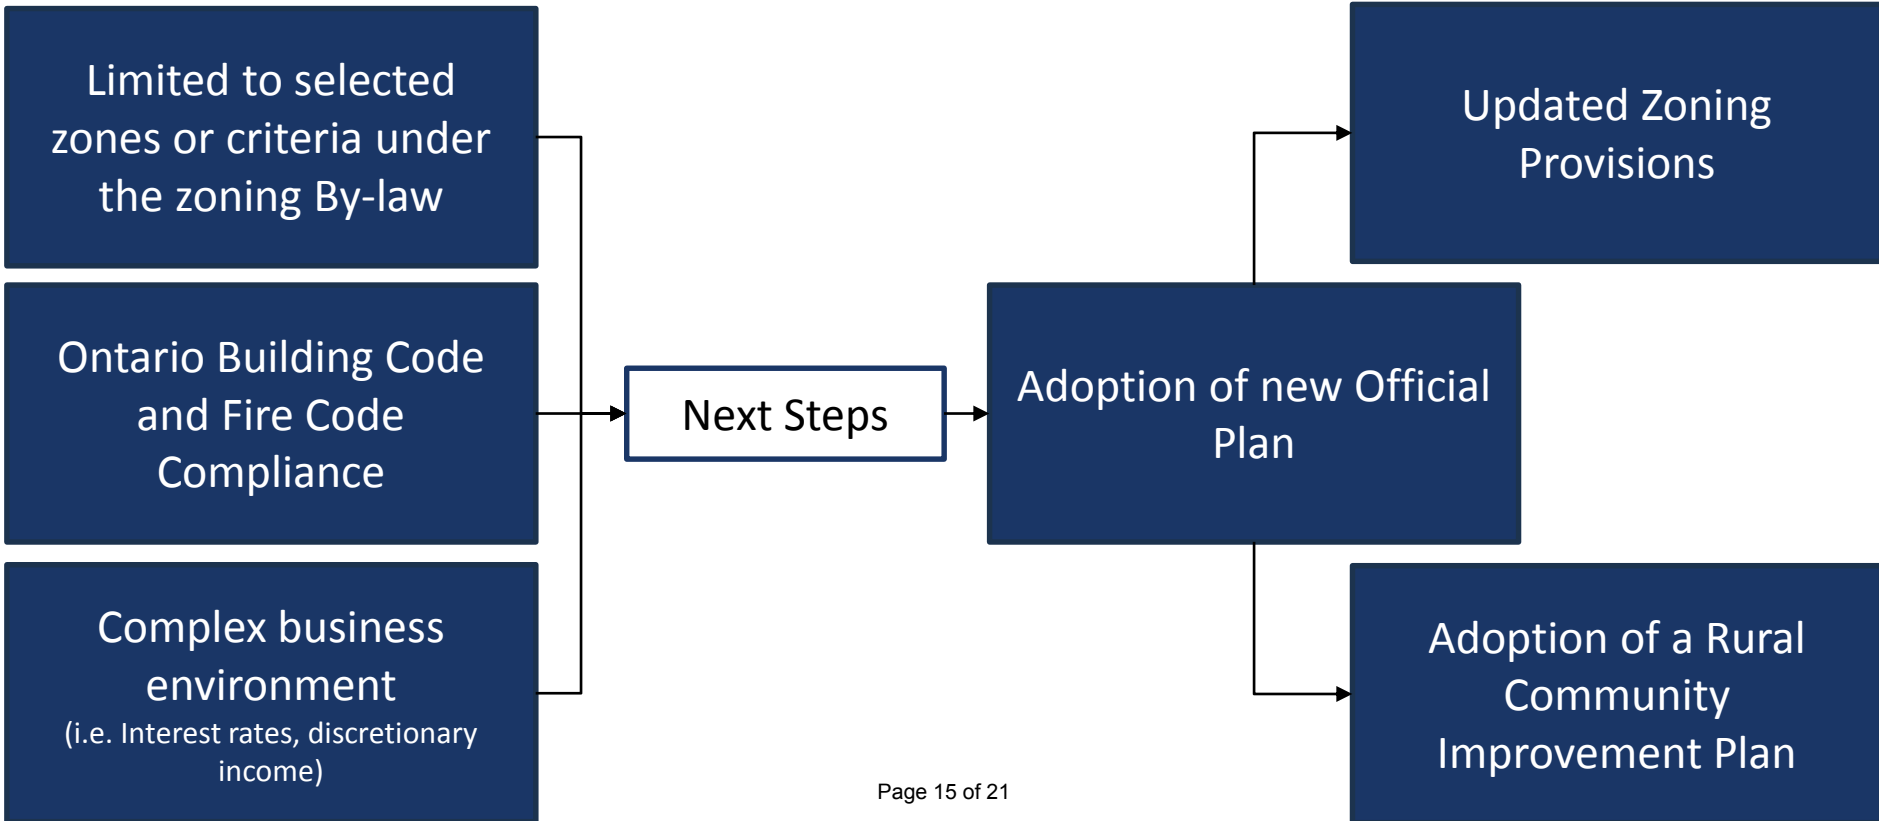 Limited to selected
zones or criteria under
the zoning By-law
Ontario Building Code
and Fire Code
Compliance
Complex business
environment
(i.e. Interest rates, discretionary
income)
Next Steps
Adoption of new Official
Plan
Updated Zoning
Provisions
Adoption of a Rural
Community
Improvement Plan
Page 15 of 21